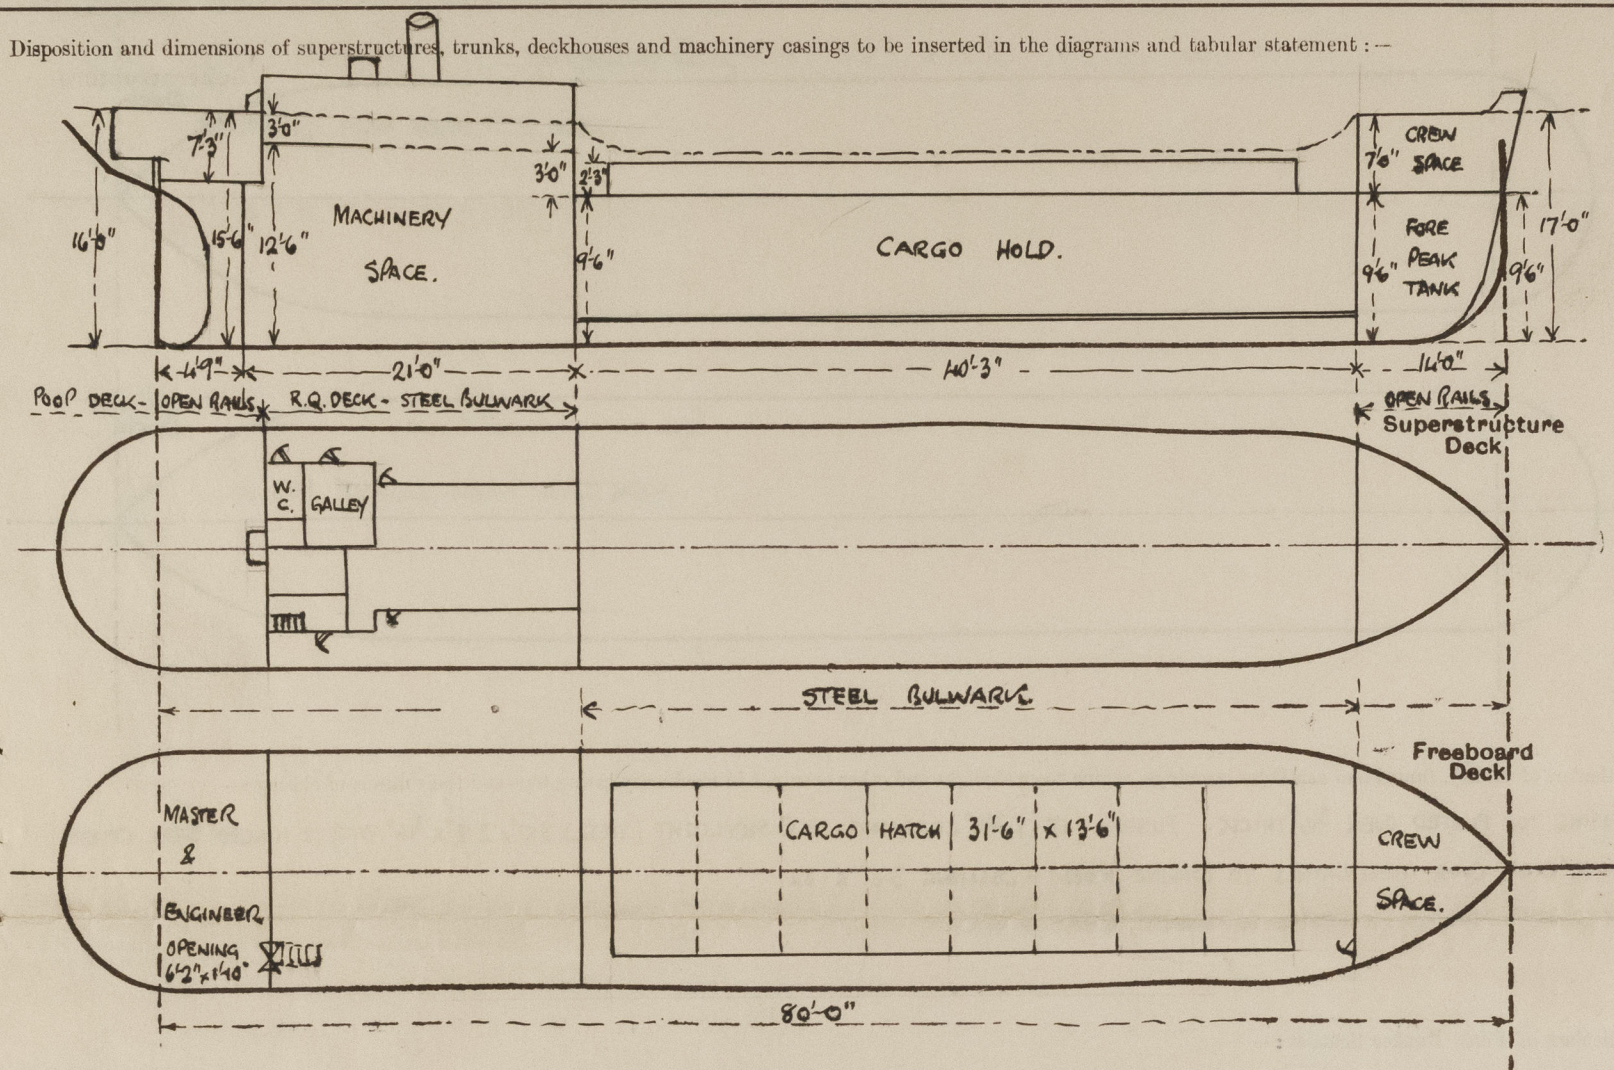 Disposition and dimensions of superstructures, trunks, deckhouses and machinery casings to be inserted in the diagrams and tabular statement :—
7'-3"
3'-0"
16'-0"
15'-6"
12'-6"
MACHINERY
SPACE.
3'-0"
2'-3"
9'-6"
CARGO HOLD.
CREW
SPACE
7'-0"
FORE
PEAK
TANK
9'-6"
9'-6"
17'-0"
4'-9"
21'-0"
40'-3"
14'-0"
POOP DECK - OPEN RAILS
R.Q. DECK - STEEL BULWARK
OPEN RAILS
Superstructure
Deck
W.
C.
GALLEY
STEEL BULWARK
Freeboard
Deck
MASTER
&
ENGINEER
OPENING
6'-2" x 1'-10"
CARGO HATCH 31'-6" x 13'-6"
CREW
SPACE.
80'-0"